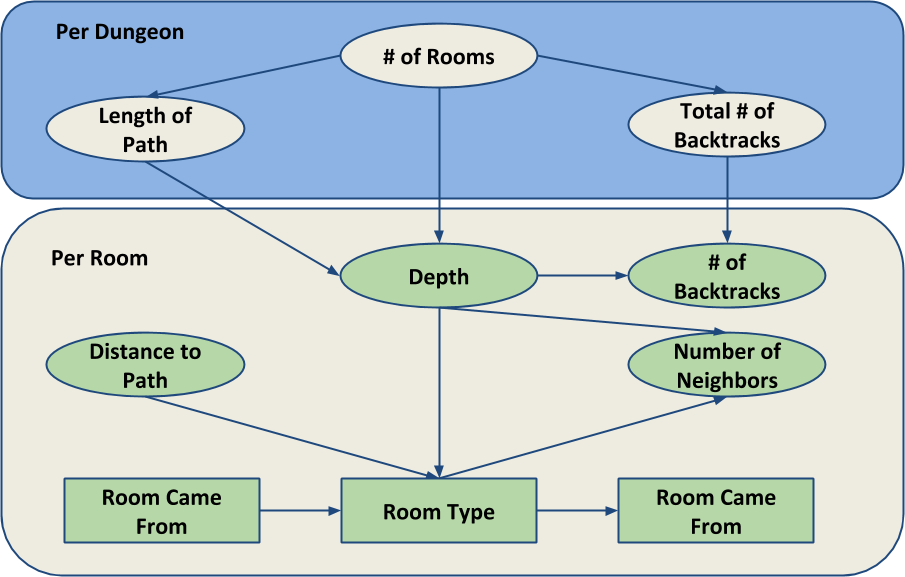 Per Dungeon
# of Rooms
Length of
Path
Total # of
Backtracks
Per Room
Depth
# of
Backtracks
Distance to
Path
Number of
Neighbors
Room Came
From
Room Type
Room Came
From